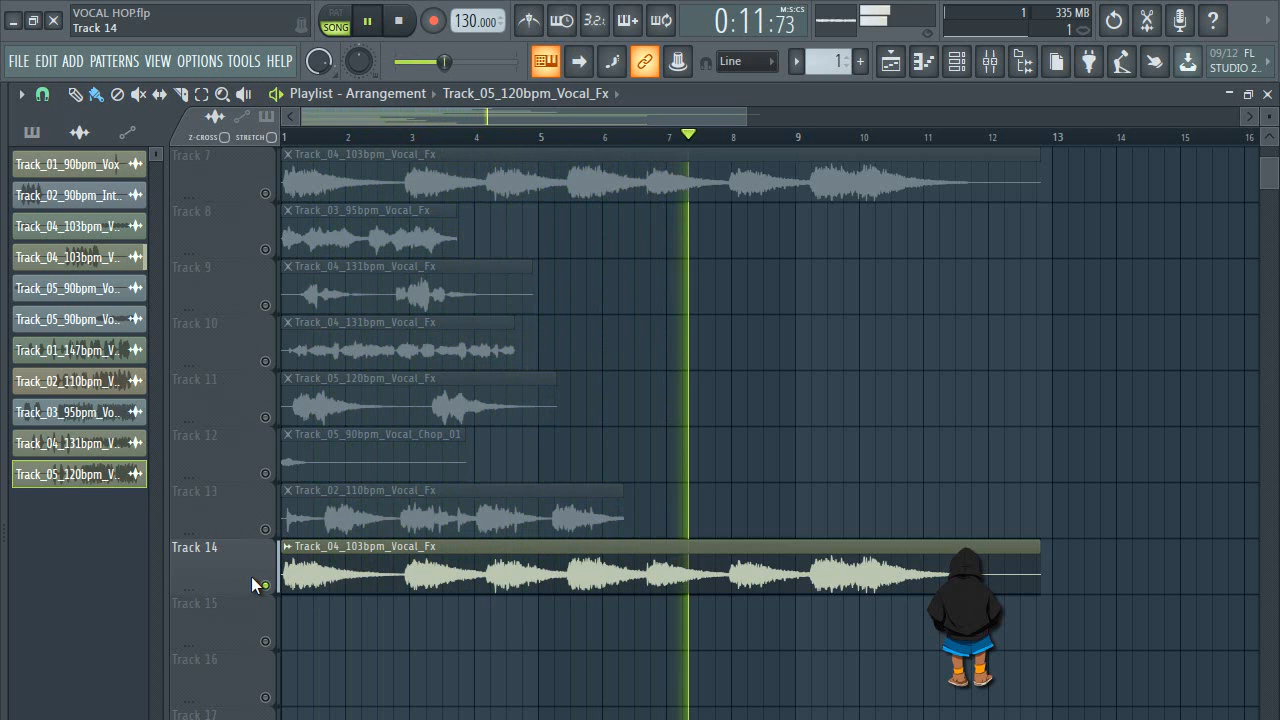 VOCAL HOP.flp
Track 14
PAT
SONG
130.000
3.2.
0:11:73
M:S:CS
1
335 MB
1
FILE EDIT ADD PATTERNS VIEW OPTIONS TOOLS HELP
Line
1
09/12 FL
STUDIO 2..
Playlist - Arrangement Track_05_120bpm_Vocal_Fx
Z-CROSS STRETCH
1 2 3 4 5 6 7 8 9 10 11 12 13 14 15 16
Track_01_90bpm_Vox
Track_02_90bpm_Int..
Track_04_103bpm_V..
Track_04_103bpm_V..
Track_05_90bpm_Vo..
Track_05_90bpm_Vo..
Track_01_147bpm_V..
Track_02_110bpm_V..
Track_03_95bpm_Vo..
Track_04_131bpm_V..
Track_05_120bpm_V..
Track 7
Track_04_103bpm_Vocal_Fx
Track 8
Track_03_95bpm_Vocal_Fx
Track 9
Track_04_131bpm_Vocal_Fx
Track 10
Track_04_131bpm_Vocal_Fx
Track 11
Track_05_120bpm_Vocal_Fx
Track 12
Track_05_90bpm_Vocal_Chop_01
Track 13
Track_02_110bpm_Vocal_Fx
Track 14
Track_04_103bpm_Vocal_Fx
Track 15
Track 16
Track 17